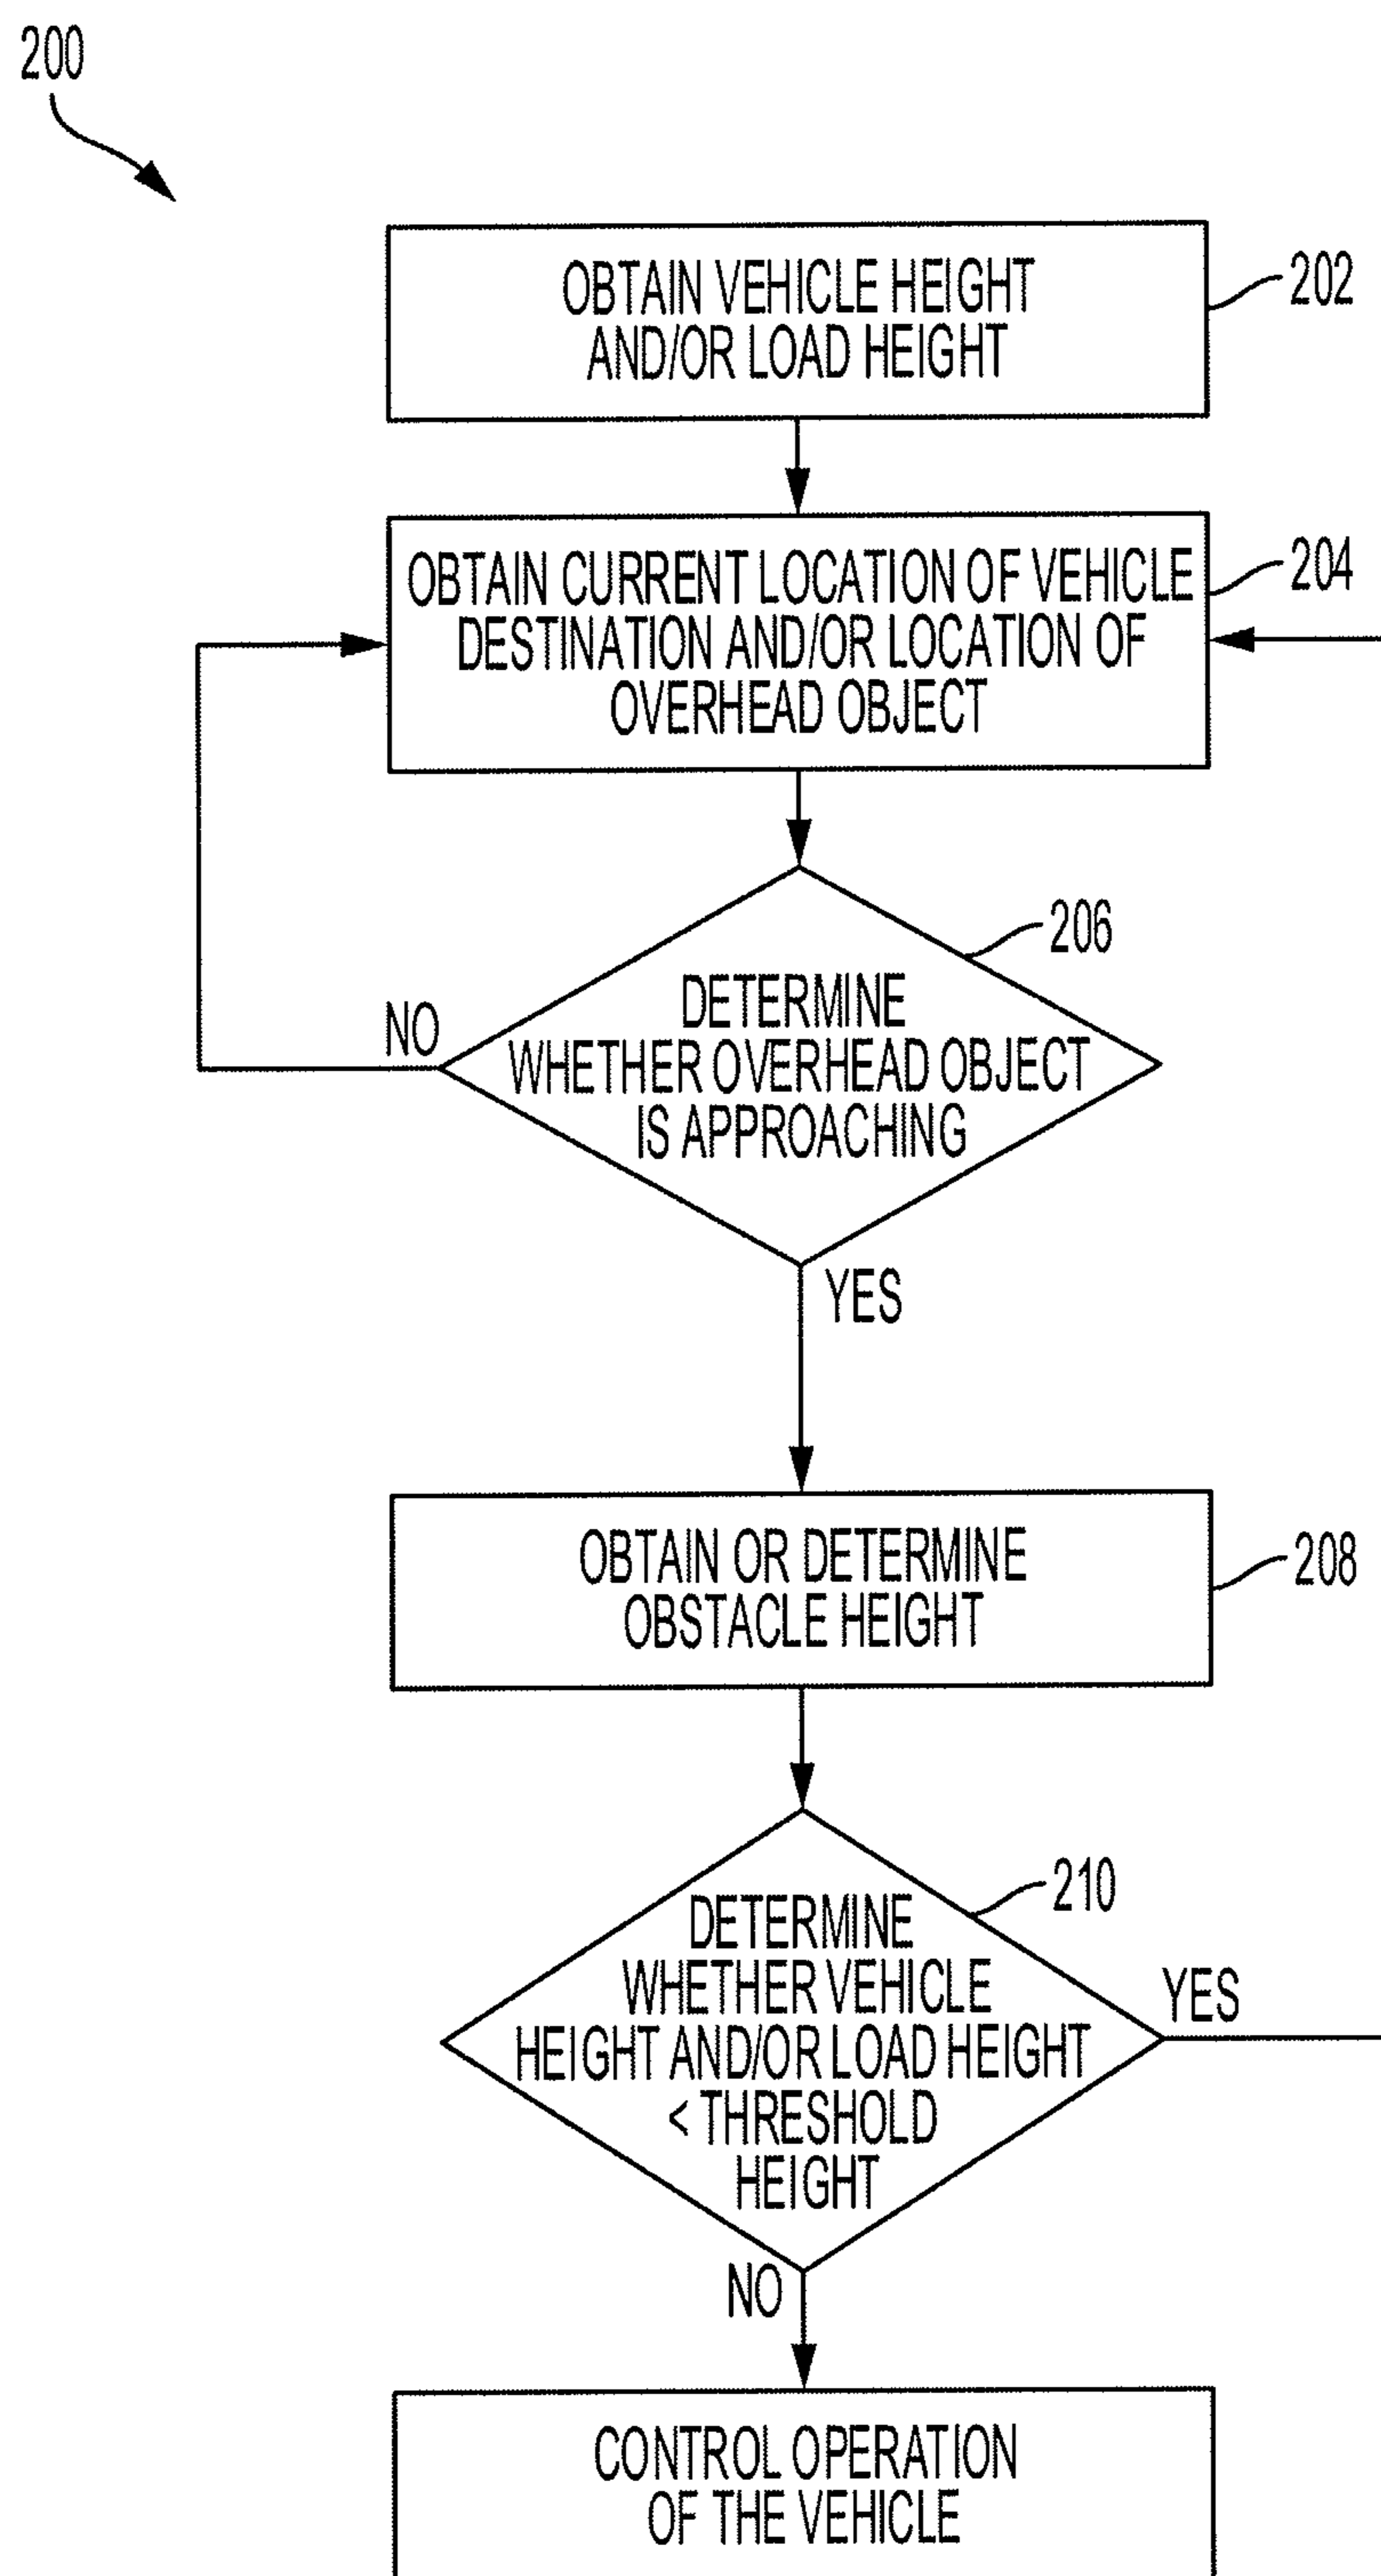 200
OBTAIN VEHICLE HEIGHT
AND/OR LOAD HEIGHT
202
OBTAIN CURRENT LOCATION OF VEHICLE
DESTINATION AND/OR LOCATION OF
OVERHEAD OBJECT
204
206
DETERMINE
WHETHER OVERHEAD OBJECT
IS APPROACHING
NO
YES
OBTAIN OR DETERMINE
OBSTACLE HEIGHT
208
210
DETERMINE
WHETHER VEHICLE
HEIGHT AND/OR LOAD HEIGHT
< THRESHOLD
HEIGHT
YES
NO
CONTROL OPERATION
OF THE VEHICLE